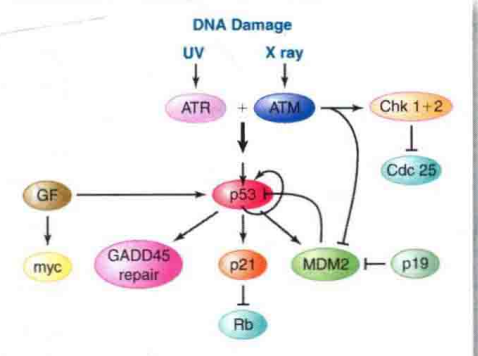 DNA Damage
UV X ray
ATR + ATM Chk 1+2
Cdc 25
GF p53
myc GADD45 repair p21 MDM2 p19
Rb